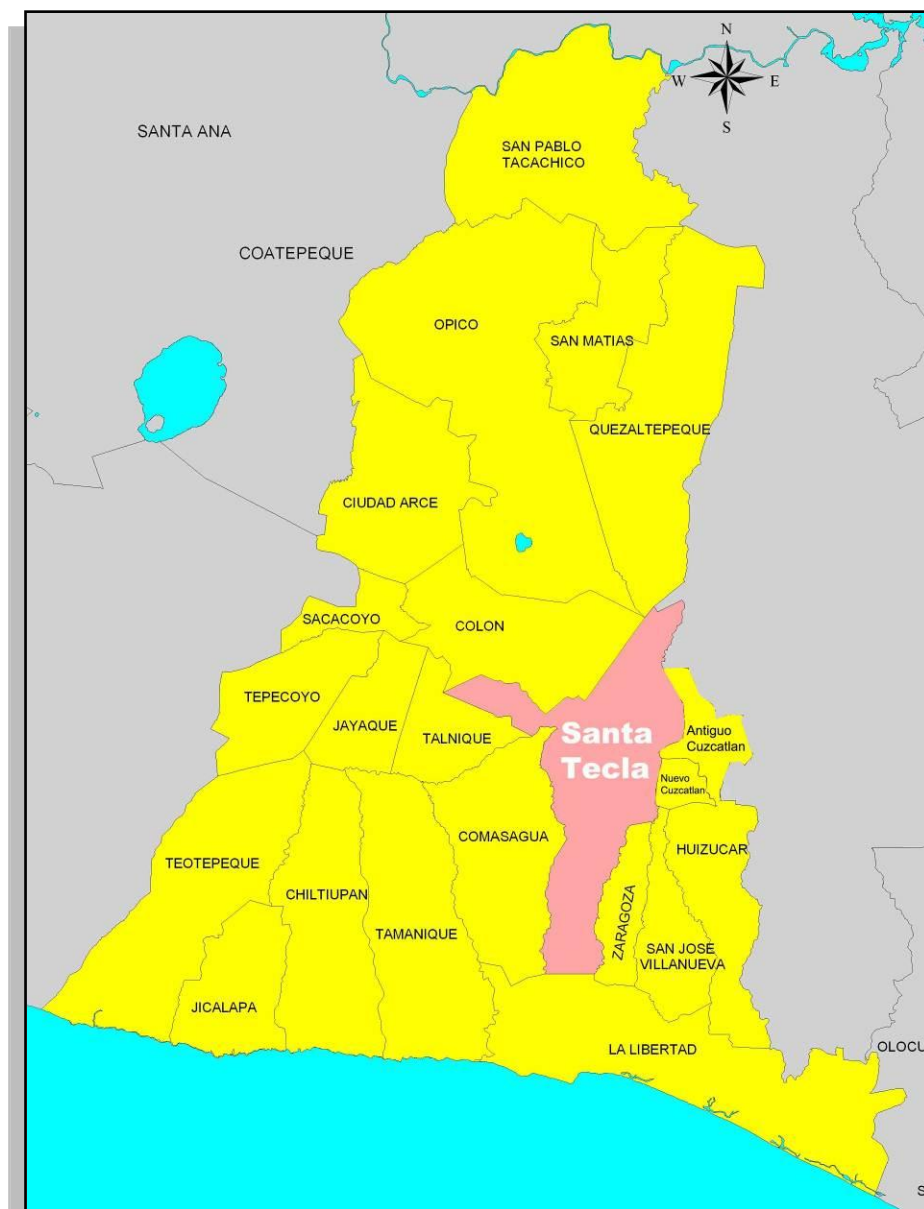 N
W E
S
SANTA ANA
SAN PABLO
TACACHICO
COATEPEQUE
OPICO
SAN MATIAS
QUEZALTEPEQUE
CIUDAD ARCE
SACACOYO
COLON
TEPECOYO
JAYAQUE
TALNIQUE
Santa
Tecla
Antiguo
Cuzcatlan
Nuevo
Cuzcatlan
COMASAGUA
HUIZUCAR
TEOTEPEQUE
CHILTIUPAN
ZARAGOZA
TAMANIQUE
SAN JOSE
VILLANUEVA
JICALAPA
LA LIBERTAD
OLOCU
S